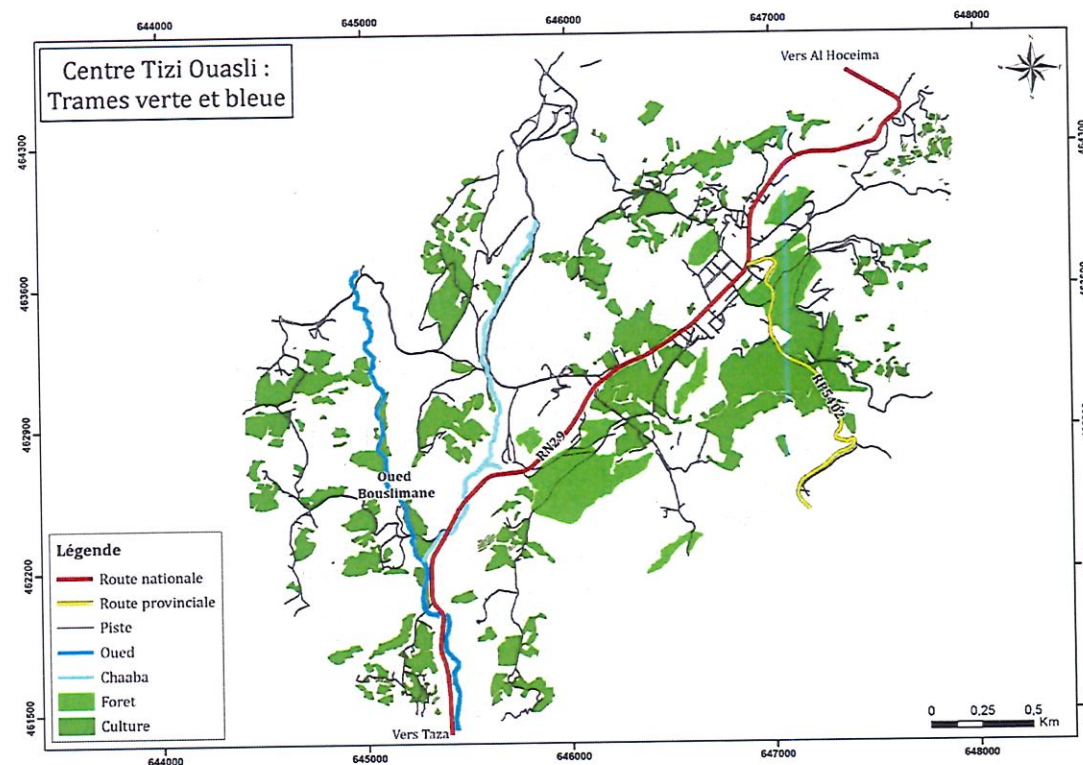 644000
645000
646000
647000
648000
Centre Tizi Ouasli :
Trames verte et bleue
Vers Al Hoceima
464300
464300
463600
462900
462200
461500
RN29
RP5402
Oued
Bouslimane
Légende
Route nationale
Route provinciale
Piste
Oued
Chaaba
Foret
Culture
Vers Taza
0 0,25 0,5
Km
644000
645000
646000
647000
648000